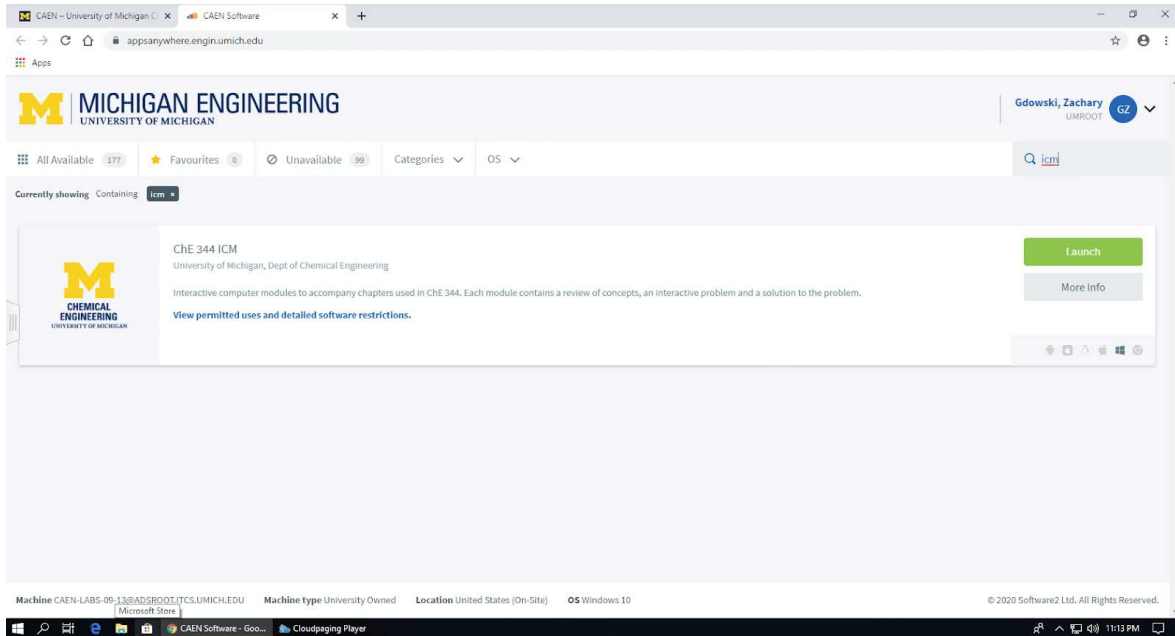 CAEN – University of Michigan C
CAEN Software
appsanywhere.engin.umich.edu
Apps
M MICHIGAN ENGINEERING
UNIVERSITY OF MICHIGAN
Gdowski, Zachary
UMROOT
GZ
All Available 177 Favourites 0 Unavailable 99 Categories OS
icm
Currently showing Containing icm ×
ChE 344 ICM
University of Michigan, Dept of Chemical Engineering
Interactive computer modules to accompany chapters used in ChE 344. Each module contains a review of concepts, an interactive problem and a solution to the problem.
View permitted uses and detailed software restrictions.
M
CHEMICAL
ENGINEERING
UNIVERSITY OF MICHIGAN
Launch
More Info
Machine CAEN-LABS-09-13@ADSROOT.ITCS.UMICH.EDU Machine type University Owned Location United States (On-Site) OS Windows 10 © 2020 Software2 Ltd. All Rights Reserved.
Microsoft Store
CAEN Software - Goo... Cloudpaging Player 11:13 PM